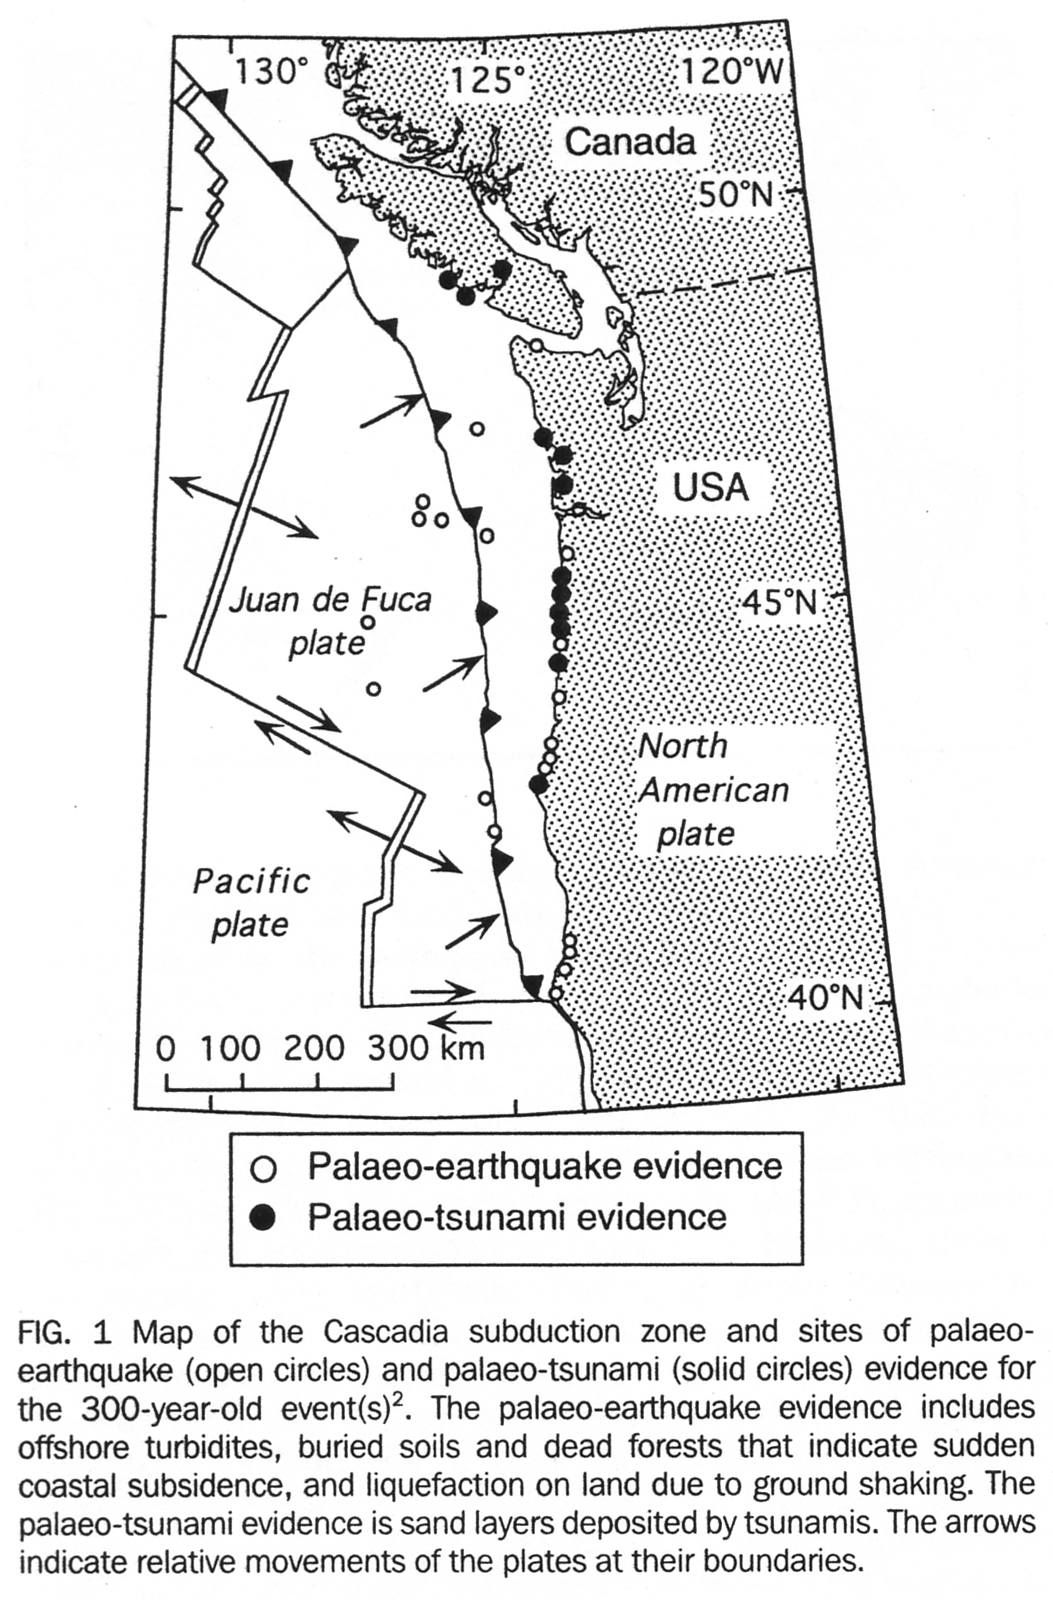 130°
125°
120°W
Canada
50°N
USA
45°N
Juan de Fuca
plate
North
American
plate
Pacific
plate
40°N
0 100 200 300 km
Palaeo-earthquake evidence
Palaeo-tsunami evidence
FIG. 1 Map of the Cascadia subduction zone and sites of palaeo-
earthquake (open circles) and palaeo-tsunami (solid circles) evidence for
the 300-year-old event(s)². The palaeo-earthquake evidence includes
offshore turbidites, buried soils and dead forests that indicate sudden
coastal subsidence, and liquefaction on land due to ground shaking. The
palaeo-tsunami evidence is sand layers deposited by tsunamis. The arrows
indicate relative movements of the plates at their boundaries.